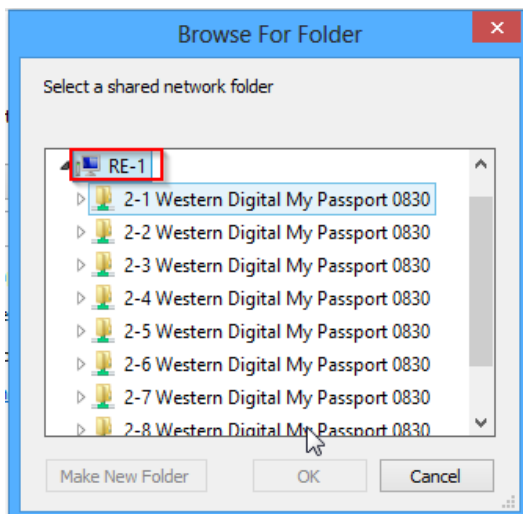 Browse For Folder
Select a shared network folder
RE-1
2-1 Western Digital My Passport 0830
2-2 Western Digital My Passport 0830
2-3 Western Digital My Passport 0830
2-4 Western Digital My Passport 0830
2-5 Western Digital My Passport 0830
2-6 Western Digital My Passport 0830
2-7 Western Digital My Passport 0830
2-8 Western Digital My Passport 0830
Make New Folder OK Cancel